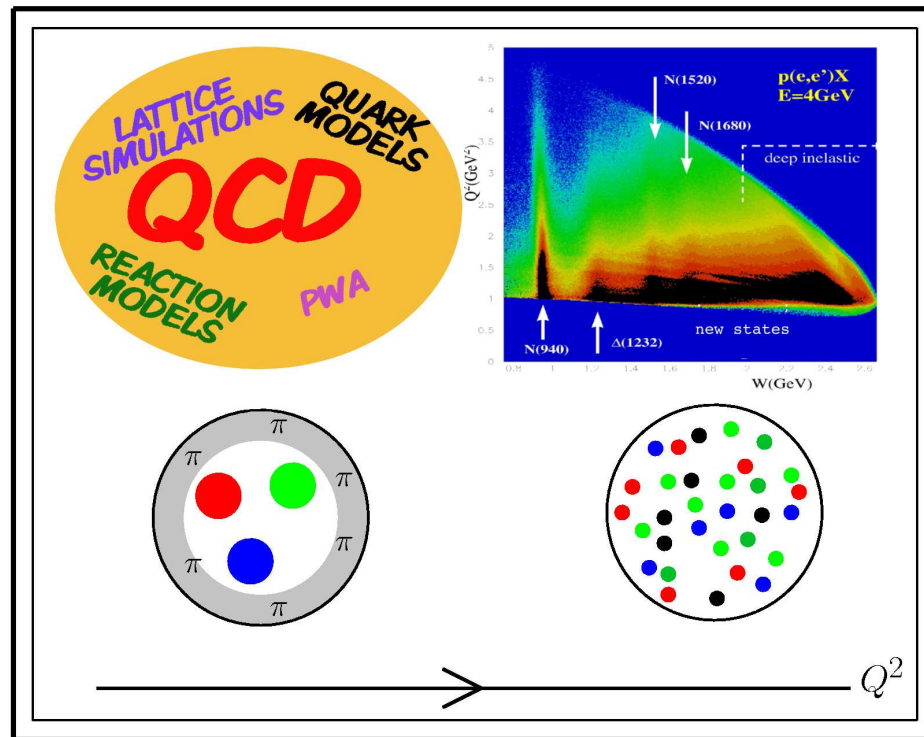 LATTICE
SIMULATIONS
QUARK
MODELS
QCD
REACTION
MODELS
PWA
p(e,e')X
E=4GeV
N(1520)
N(1680)
deep inelastic
Q²(GeV²)
5
4.5
4
3.5
3
2.5
2
1.5
1
0.5
0
new states
N(940)
Δ(1232)
0.8
1
1.2
1.4
1.6
1.8
2
2.2
2.4
2.6
W(GeV)
π
π
π
π
π
π
Q²